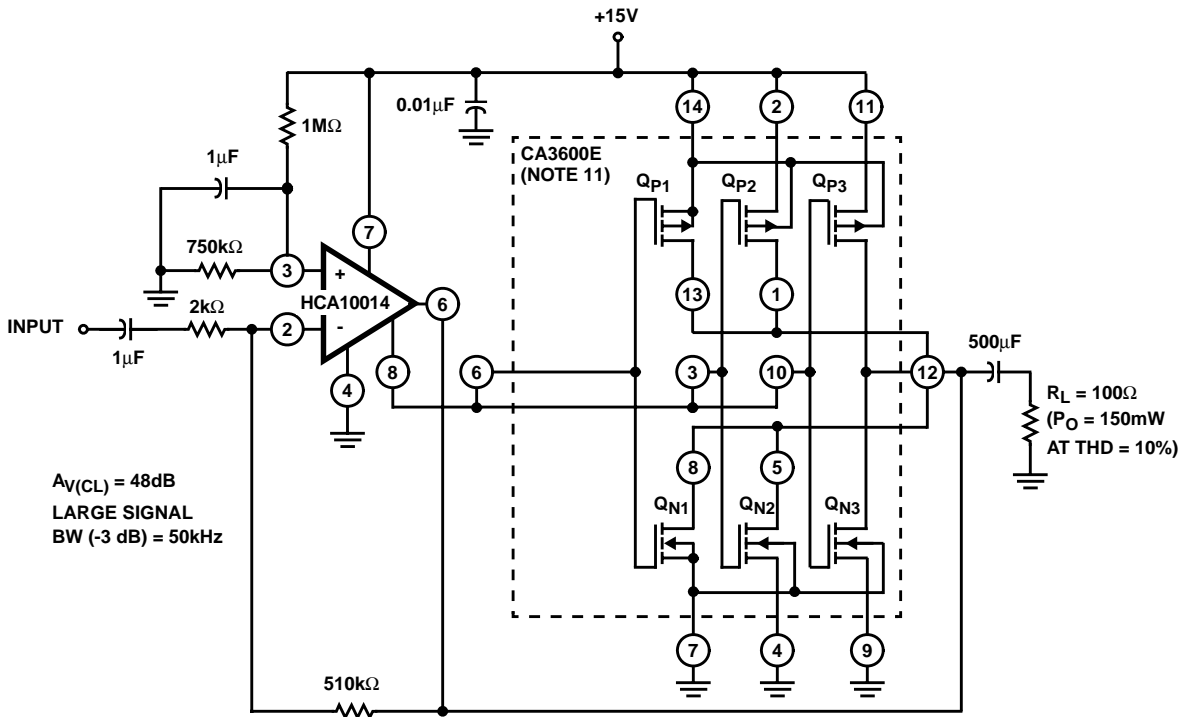 +15V
0.01μF
1MΩ
1μF
750kΩ
2kΩ
INPUT
1μF
3
2
7
6
8
4
+
-
HCA10014
14
2
11
CA3600E
(NOTE 11)
QP1
QP2
QP3
13
1
6
3
10
12
8
5
QN1
QN2
QN3
7
4
9
500μF
RL = 100Ω
(PO = 150mW
AT THD = 10%)
AV(CL) = 48dB
LARGE SIGNAL
BW (-3 dB) = 50kHz
510kΩ